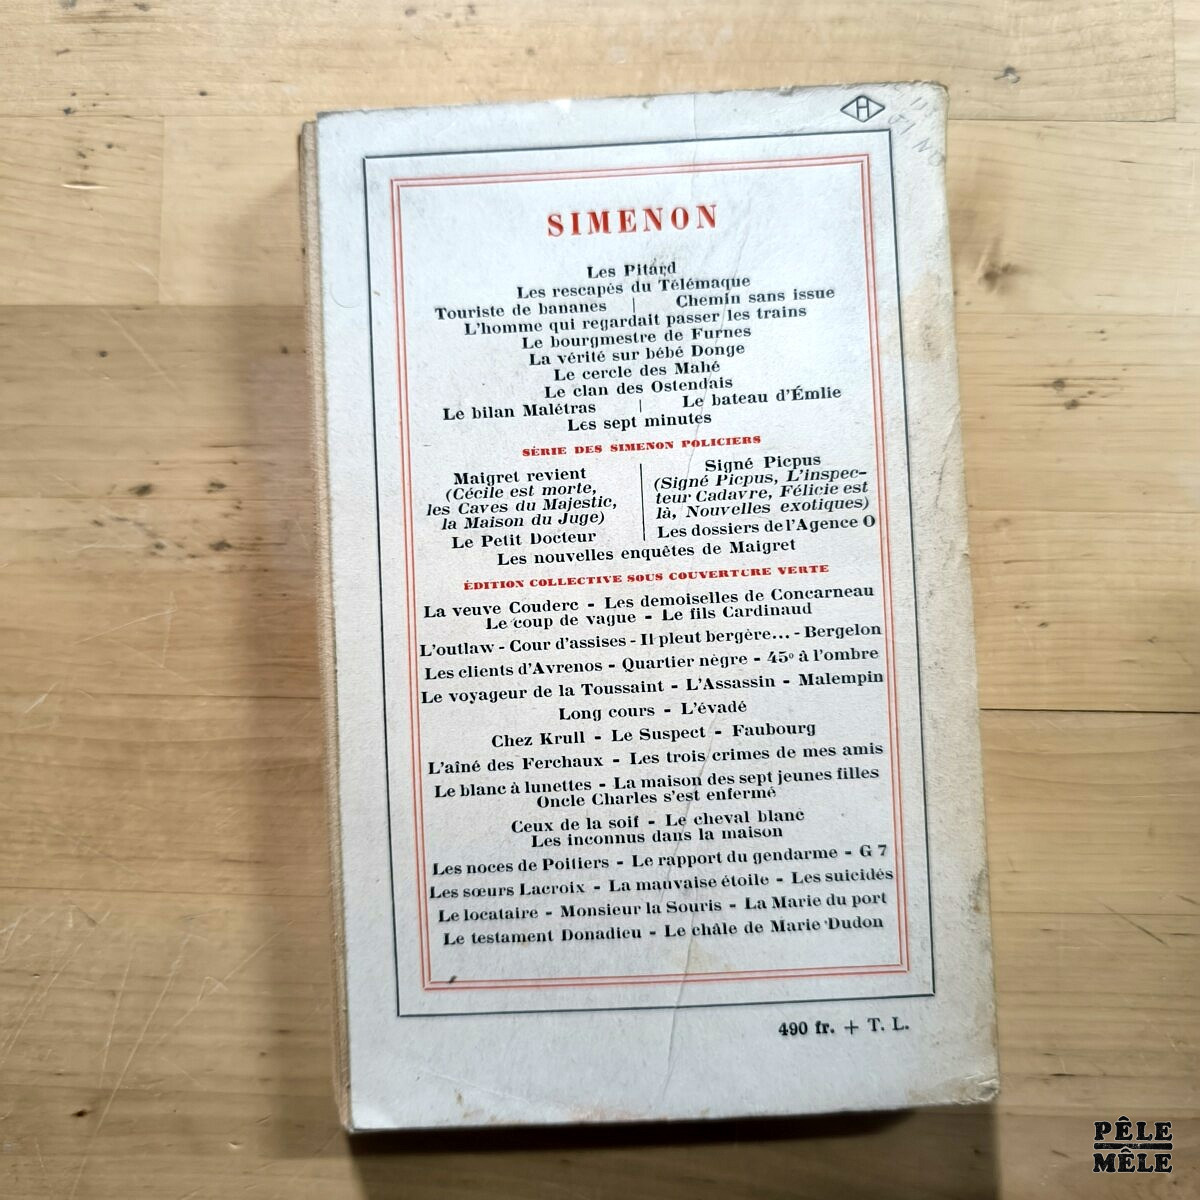 H
SIMENON
Les Pitard
Les rescapés du Télémaque
Touriste de bananes | Chemin sans issue
L'homme qui regardait passer les trains
Le bourgmestre de Furnes
La vérité sur bébé Donge
Le cercle des Mahé
Le clan des Ostendais
Le bilan Malétras | Le bateau d'Émlie
Les sept minutes
SÉRIE DES SIMENON POLICIERS
Maigret revient
(Cécile est morte,
les Caves du Majestic,
la Maison du Juge)
Le Petit Docteur
Signé Picpus
(Signé Picpus, L'inspec-
teur Cadavre, Félicie est
là, Nouvelles exotiques)
Les dossiers de l'Agence O
Les nouvelles enquêtes de Maigret
ÉDITION COLLECTIVE SOUS COUVERTURE VERTE
La veuve Couderc - Les demoiselles de Concarneau
Le coup de vague - Le fils Cardinaud
L'outlaw - Cour d'assises - Il pleut bergère... - Bergelon
Les clients d'Avrenos - Quartier nègre - 45º à l'ombre
Le voyageur de la Toussaint - L'Assassin - Malempin
Long cours - L'évadé
Chez Krull - Le Suspect - Faubourg
L'aîné des Ferchaux - Les trois crimes de mes amis
Le blanc à lunettes - La maison des sept jeunes filles
Oncle Charles s'est enfermé
Ceux de la soif - Le cheval blanc
Les inconnus dans la maison
Les noces de Poitiers - Le rapport du gendarme - G 7
Les sœurs Lacroix - La mauvaise étoile - Les suicidés
Le locataire - Monsieur la Souris - La Marie du port
Le testament Donadieu - Le châle de Marie Dudon
490 fr. + T. L.
PÊLE
MÊLE